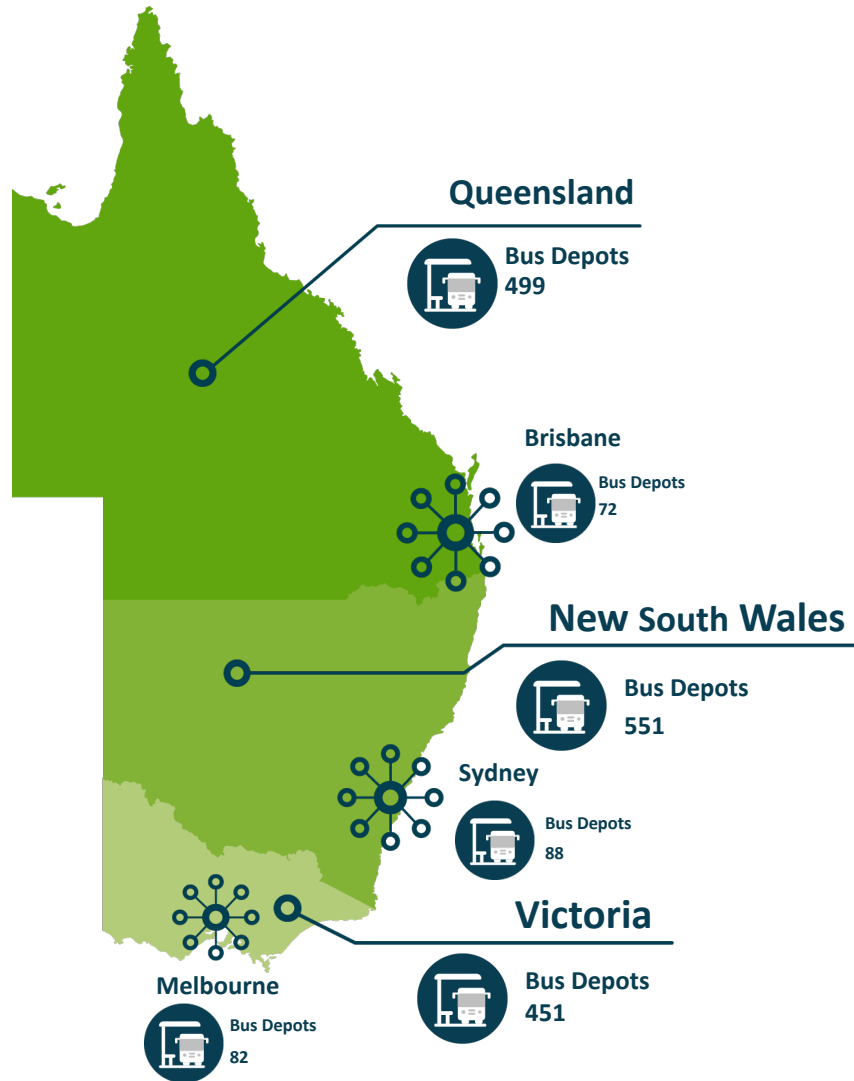 Queensland
Bus Depots
499
Brisbane
Bus Depots
72
New South Wales
Bus Depots
551
Sydney
Bus Depots
88
Victoria
Bus Depots
451
Melbourne
Bus Depots
82